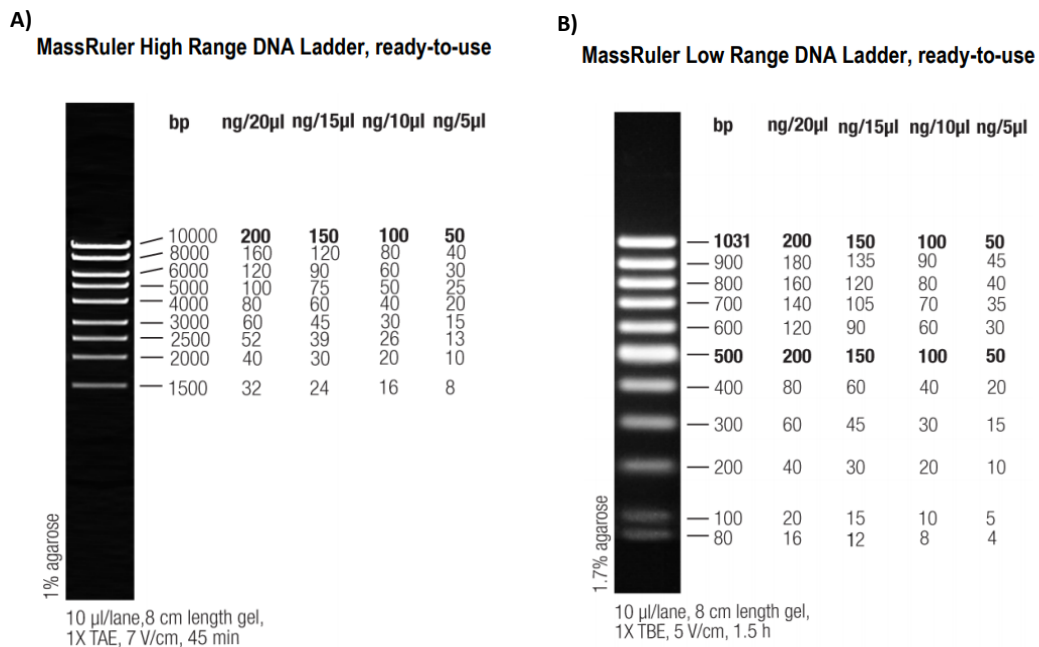 A)
MassRuler High Range DNA Ladder, ready-to-use
bp ng/20µl ng/15µl ng/10µl ng/5µl
10000 200 150 100 50
8000 160 120 80 40
6000 120 90 60 30
5000 100 75 50 25
4000 80 60 40 20
3000 60 45 30 15
2500 52 39 26 13
2000 40 30 20 10
1500 32 24 16 8
1% agarose
10 µl/lane,8 cm length gel,
1X TAE, 7 V/cm, 45 min
B)
MassRuler Low Range DNA Ladder, ready-to-use
bp ng/20µl ng/15µl ng/10µl ng/5µl
1031 200 150 100 50
900 180 135 90 45
800 160 120 80 40
700 140 105 70 35
600 120 90 60 30
500 200 150 100 50
400 80 60 40 20
300 60 45 30 15
200 40 30 20 10
100 20 15 10 5
80 16 12 8 4
1.7% agarose
10 µl/lane, 8 cm length gel,
1X TBE, 5 V/cm, 1.5 h